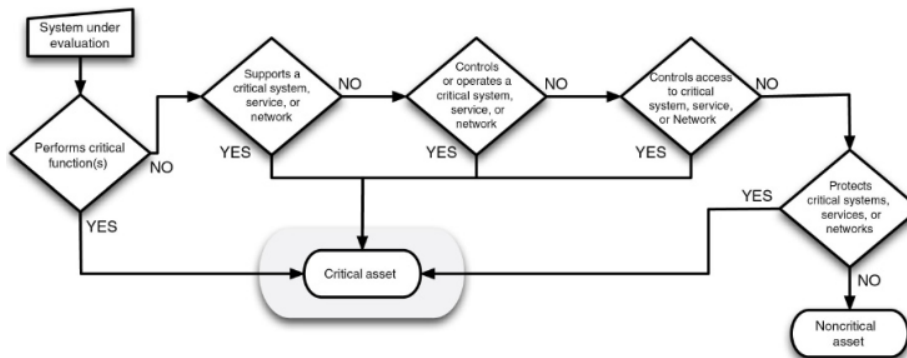 System under
evaluation
Performs critical
function(s)
NO
YES
Supports a
critical system,
service, or
network
NO
YES
Controls
or operates a
critical system,
service, or
network
NO
YES
Controls access
to critical
system, service,
or Network
NO
YES
Protects
critical systems,
services, or
networks
YES
NO
Critical asset
Noncritical
asset